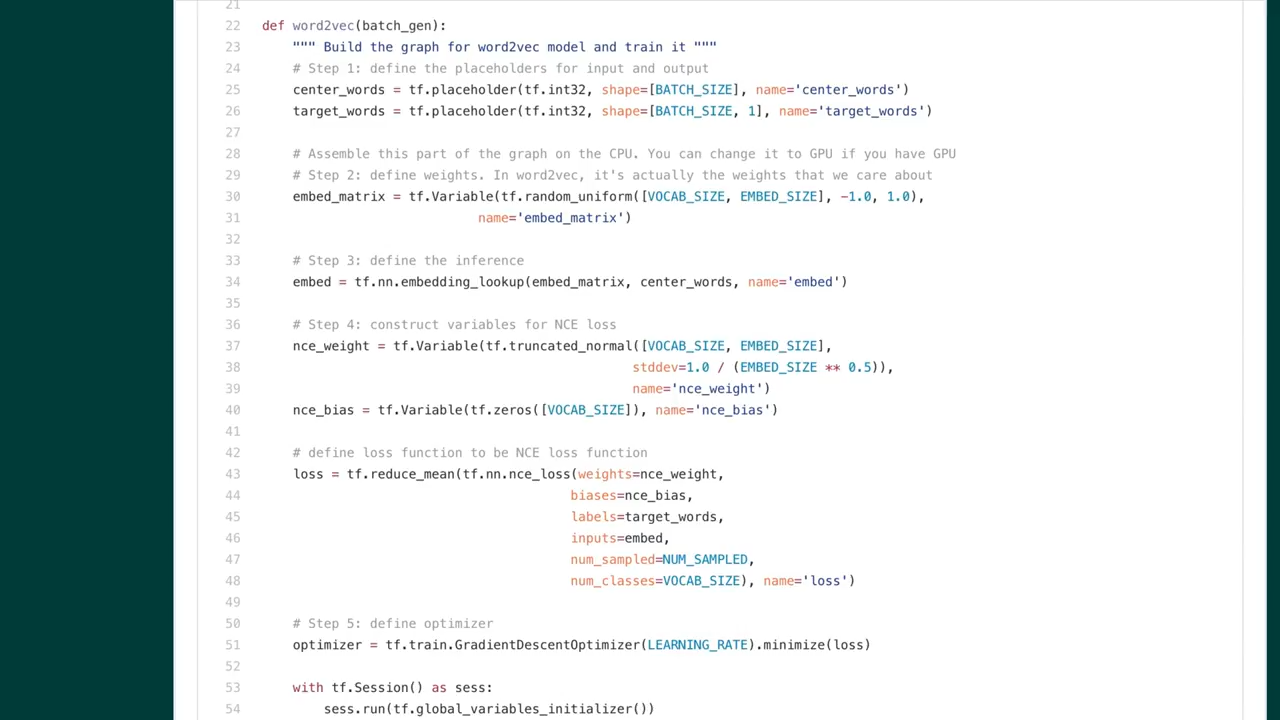 21
22 def word2vec(batch_gen):
23 """ Build the graph for word2vec model and train it """
24 # Step 1: define the placeholders for input and output
25 center_words = tf.placeholder(tf.int32, shape=[BATCH_SIZE], name='center_words')
26 target_words = tf.placeholder(tf.int32, shape=[BATCH_SIZE, 1], name='target_words')
27
28 # Assemble this part of the graph on the CPU. You can change it to GPU if you have GPU
29 # Step 2: define weights. In word2vec, it's actually the weights that we care about
30 embed_matrix = tf.Variable(tf.random_uniform([VOCAB_SIZE, EMBED_SIZE], -1.0, 1.0),
31 name='embed_matrix')
32
33 # Step 3: define the inference
34 embed = tf.nn.embedding_lookup(embed_matrix, center_words, name='embed')
35
36 # Step 4: construct variables for NCE loss
37 nce_weight = tf.Variable(tf.truncated_normal([VOCAB_SIZE, EMBED_SIZE],
38 stddev=1.0 / (EMBED_SIZE ** 0.5)),
39 name='nce_weight')
40 nce_bias = tf.Variable(tf.zeros([VOCAB_SIZE]), name='nce_bias')
41
42 # define loss function to be NCE loss function
43 loss = tf.reduce_mean(tf.nn.nce_loss(weights=nce_weight,
44 biases=nce_bias,
45 labels=target_words,
46 inputs=embed,
47 num_sampled=NUM_SAMPLED,
48 num_classes=VOCAB_SIZE), name='loss')
49
50 # Step 5: define optimizer
51 optimizer = tf.train.GradientDescentOptimizer(LEARNING_RATE).minimize(loss)
52
53 with tf.Session() as sess:
54 sess.run(tf.global_variables_initializer())